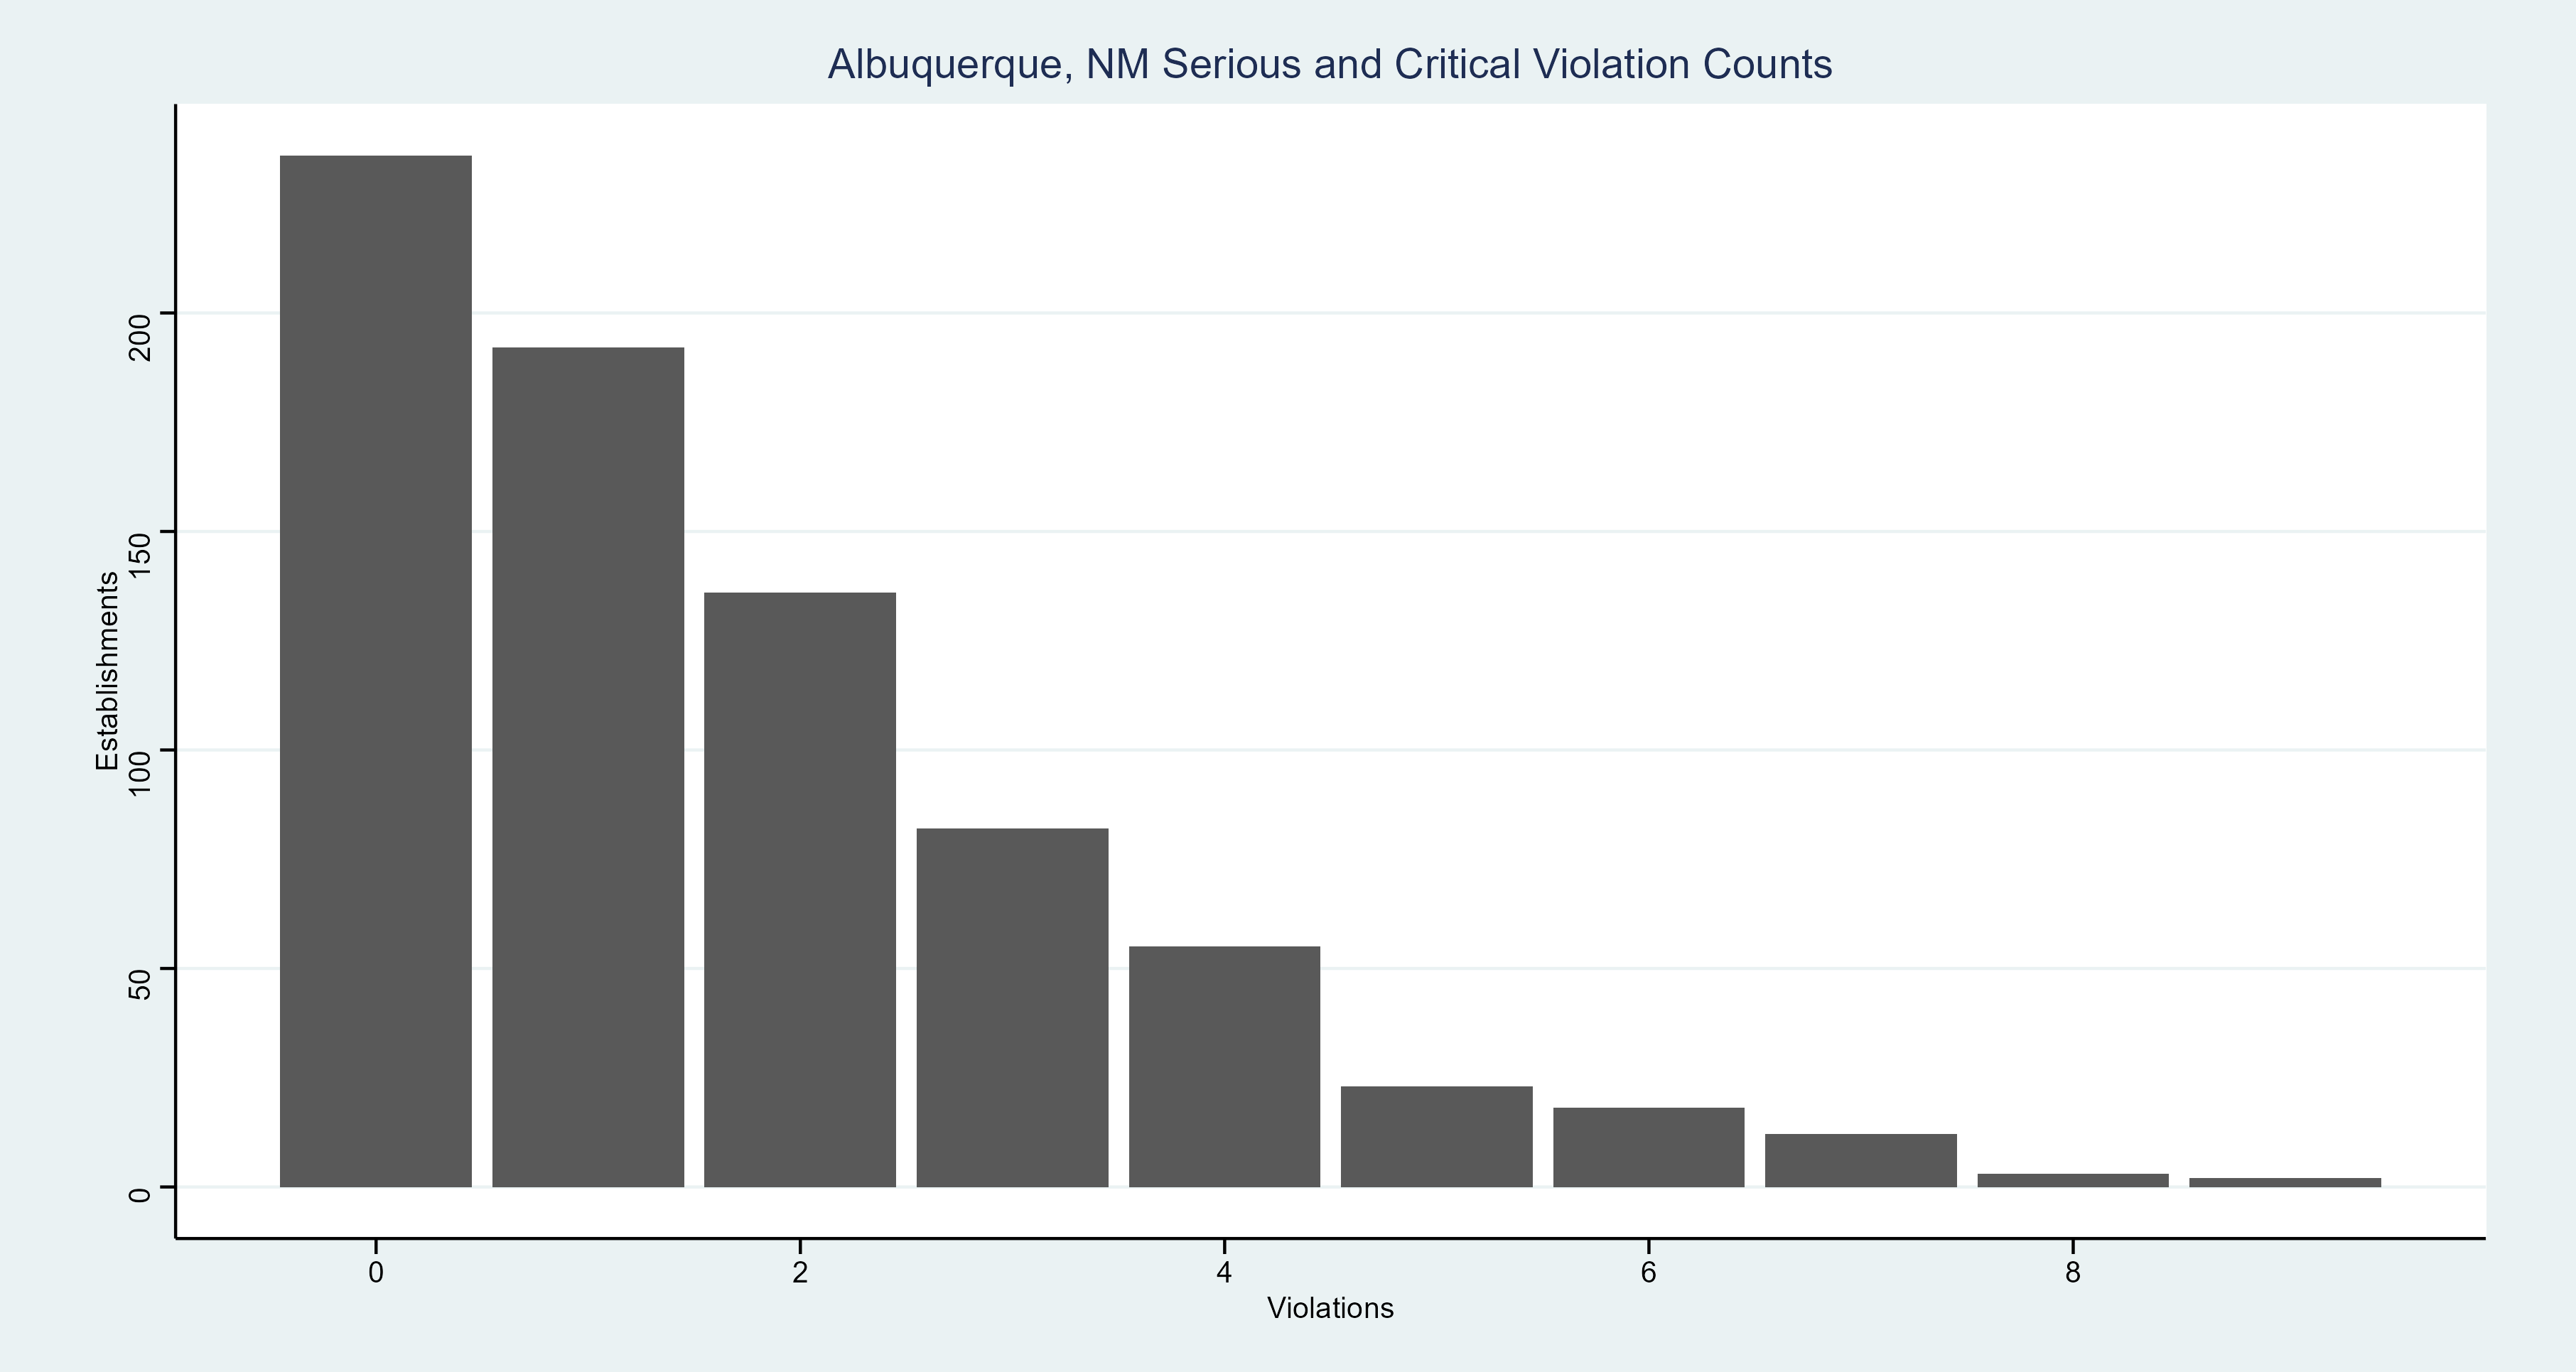 Albuquerque, NM Serious and Critical Violation Counts
Establishments
200
150
100
50
0
0 2 4 6 8
Violations